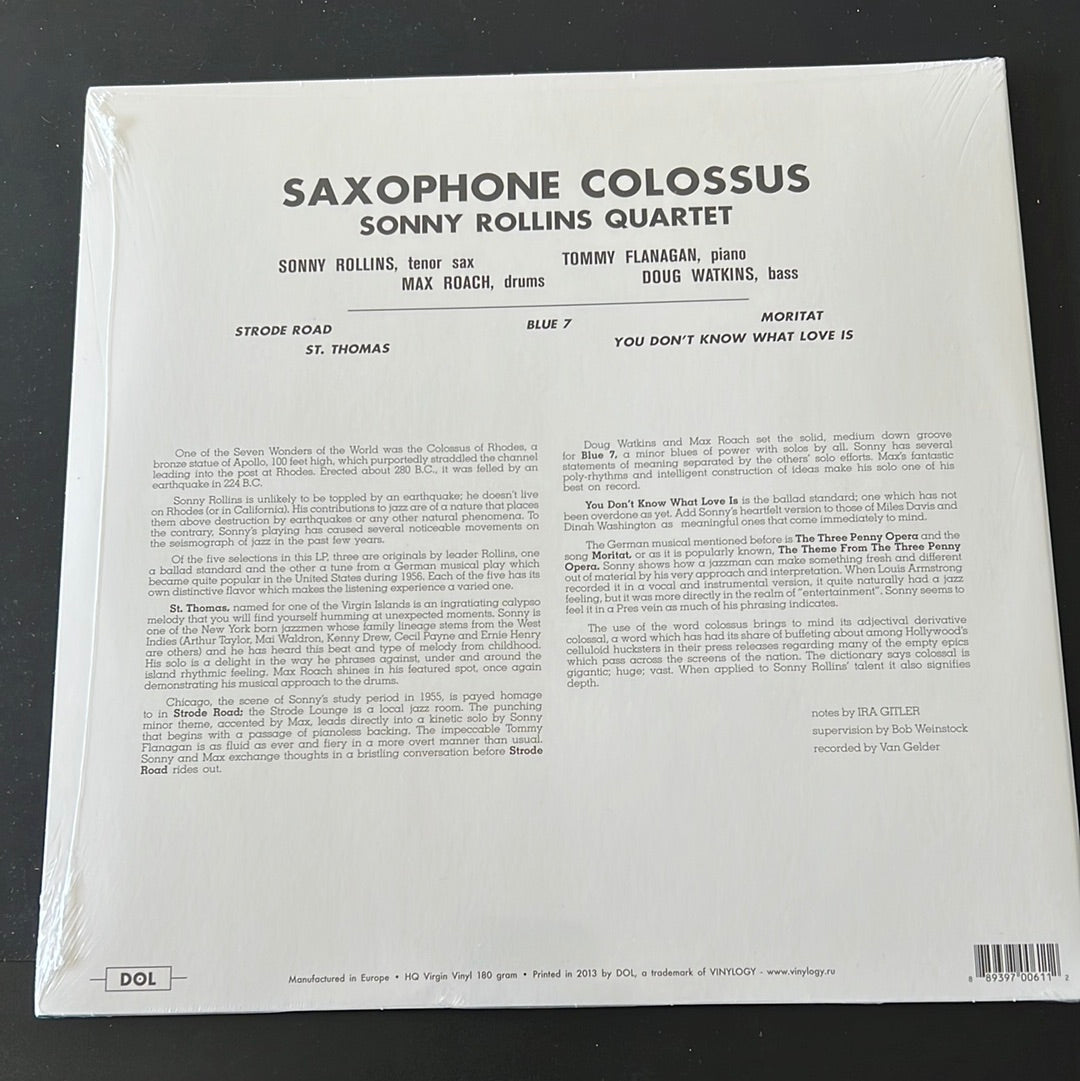 SAXOPHONE COLOSSUS
SONNY ROLLINS QUARTET
SONNY ROLLINS, tenor sax
MAX ROACH, drums
TOMMY FLANAGAN, piano
DOUG WATKINS, bass
STRODE ROAD
ST. THOMAS
BLUE 7
MORITAT
YOU DON'T KNOW WHAT LOVE IS
One of the Seven Wonders of the World was the Colossus of Rhodes, a
bronze statue of Apollo, 100 feet high, which purportedly straddled the channel
leading into the post at Rhodes. Erected about 280 B.C., it was felled by an
earthquake in 224 B.C.
Sonny Rollins is unlikely to be toppled by an earthquake; he doesn't live
on Rhodes (or in California). His contributions to jazz are of a nature that places
them above destruction by earthquakes or any other natural phenomena. To
the contrary, Sonny's playing has caused several noticeable movements on
the seismograph of jazz in the past few years.
Of the five selections in this LP, three are originals by leader Rollins, one
a ballad standard and the other a tune from a German musical play which
became quite popular in the United States during 1956. Each of the five has its
own distinctive flavor which makes the listening experience a varied one.
St. Thomas, named for one of the Virgin Islands is an ingratiating calypso
melody that you will find yourself humming at unexpected moments. Sonny is
one of the New York born jazzmen whose family lineage stems from the West
Indies (Arthur Taylor, Mal Waldron, Kenny Drew, Cecil Payne and Ernie Henry
are others) and he has heard this beat and type of melody from childhood.
His solo is a delight in the way he phrases against, under and around the
island rhythmic feeling. Max Roach shines in his featured spot, once again
demonstrating his musical approach to the drums.
Chicago, the scene of Sonny's study period in 1955, is payed homage
to in Strode Road; the Strode Lounge is a local jazz room. The punching
minor theme, accented by Max, leads directly into a kinetic solo by Sonny
that begins with a passage of pianoless backing. The impeccable Tommy
Flanagan is as fluid as ever and fiery in a more overt manner than usual.
Sonny and Max exchange thoughts in a bristling conversation before Strode
Road rides out.
Doug Watkins and Max Roach set the solid, medium down groove
for Blue 7, a minor blues of power with solos by all. Sonny has several
statements of meaning separated by the others' solo efforts. Max's fantastic
poly-rhythms and intelligent construction of ideas make his solo one of his
best on record.
You Don't Know What Love Is is the ballad standard; one which has not
been overdone as yet. Add Sonny's heartfelt version to those of Miles Davis and
Dinah Washington as meaningful ones that come immediately to mind.
The German musical mentioned before is The Three Penny Opera and the
song Moritat, or as it is popularly known, The Theme From The Three Penny
Opera. Sonny shows how a jazzman can make something fresh and different
out of material by his very approach and interpretation. When Louis Armstrong
recorded it in a vocal and instrumental version, it quite naturally had a jazz
feeling, but it was more directly in the realm of "entertainment". Sonny seems to
feel it in a Pres vein as much of his phrasing indicates.
The use of the word colossus brings to mind its adjectival derivative
colossal, a word which has had its share of buffeting about among Hollywood's
celluloid hucksters in their press releases regarding many of the empty epics
which pass across the screens of the nation. The dictionary says colossal is
gigantic; huge; vast. When applied to Sonny Rollins' talent it also signifies
depth.
notes by IRA GITLER
supervision by Bob Weinstock
recorded by Van Gelder
DOL
Manufactured in Europe • HQ Virgin Vinyl 180 gram • Printed in 2013 by DOL, a trademark of VINYLOGY - www.vinylogy.ru
8 89397 00611 2